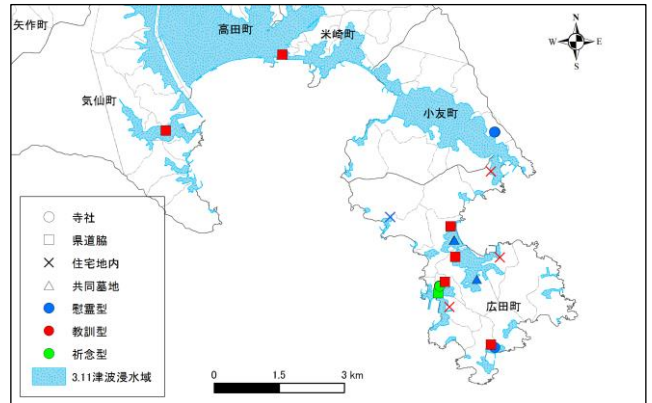 矢作町
高田町
米崎町
N
W E
S
気仙町
小友町
広田町
寺社
県道脇
住宅地内
共同墓地
慰霊型
教訓型
祈念型
3.11津波浸水域
0 1.5 3 km